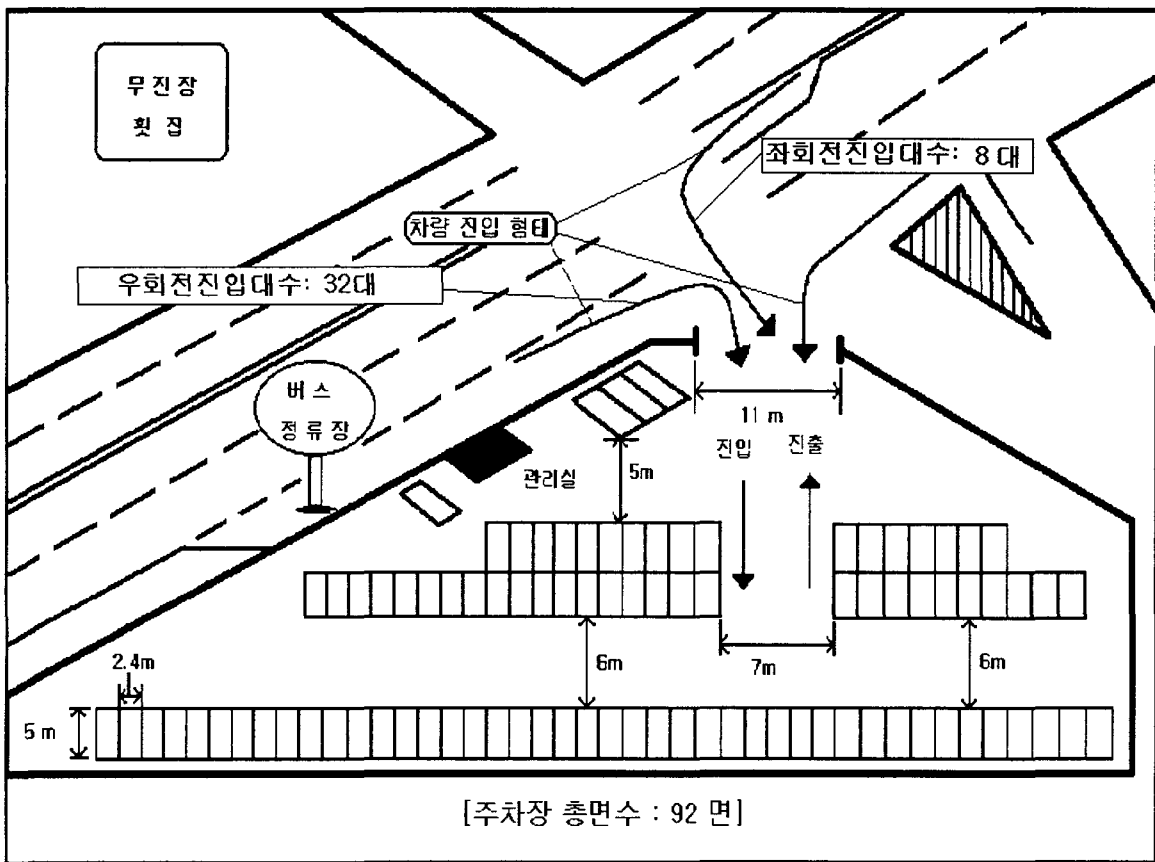 무진장
횟집
좌회전진입대수: 8대
차량 진입 형태
우회전진입대수: 32대
버스
정류장
11 m
진입
진출
관리실
5m
2.4m
6m
7m
6m
5 m
[주차장 총면수 : 92 면]